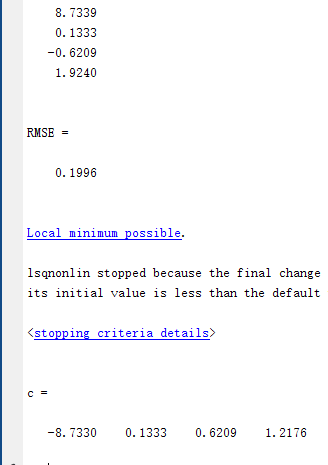 8.7339
0.1333
-0.6209
1.9240
RMSE =
0.1996
Local minimum possible.
lsqnonlin stopped because the final change
its initial value is less than the default
<stopping criteria details>
c =
-8.7330 0.1333 0.6209 1.2176